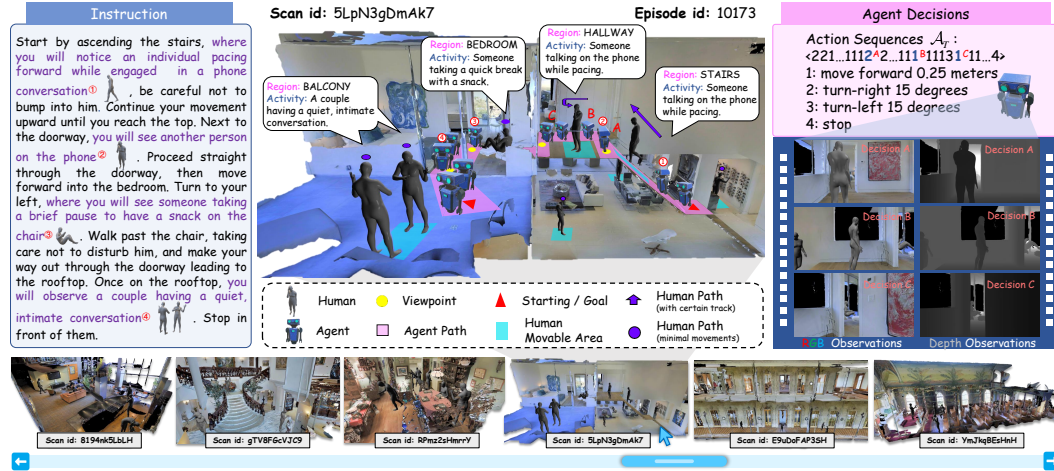 Instruction
Start by ascending the stairs, where
you will notice an individual pacing
forward while engaged in a phone
conversation① , be careful not to
bump into him. Continue your movement
upward until you reach the top. Next to
the doorway, you will see another person
on the phone② . Proceed straight
through the doorway, then move
forward into the bedroom. Turn to your
left, where you will see someone taking
a brief pause to have a snack on the
chair③ . Walk past the chair, taking
care not to disturb him, and make your
way out through the doorway leading to
the rooftop. Once on the rooftop, you
will observe a couple having a quiet,
intimate conversation④ . Stop in
front of them.
Scan id: 5LpN3gDmAk7
Episode id: 10173
Region: BALCONY
Activity: A couple
having a quiet, intimate
conversation.
Region: BEDROOM
Activity: Someone
taking a quick break
with a snack.
Region: HALLWAY
Activity: Someone
talking on the phone
while pacing.
Region: STAIRS
Activity: Someone
talking on the phone
while pacing.
④
③
②
①
C
B
A
Human
Viewpoint
Starting / Goal
Human Path
(with certain track)
Agent
Agent Path
Human
Movable Area
Human Path
(minimal movements)
Agent Decisions
Action Sequences 𝒜_T :
<221...1112ᴬ2...111ᴮ11131ᶜ11...4>
1: move forward 0.25 meters
2: turn-right 15 degrees
3: turn-left 15 degrees
4: stop
Decision A
Decision A
Decision B
Decision B
Decision C
Decision C
RGB Observations
Depth Observations
Scan id: 8194nk5LbLH
Scan id: gTV8FGcVJC9
Scan id: RPmz2sHmrrY
Scan id: 5LpN3gDmAk7
Scan id: E9uDoFAP3SH
Scan id: YmJkqBEsHnH